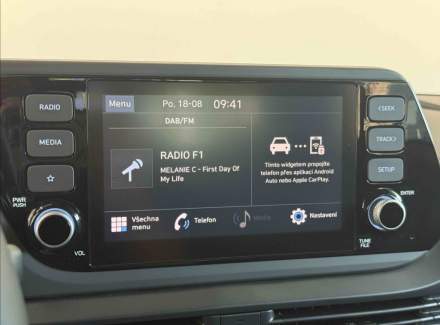 RADIO
MEDIA
PWR
PUSH
VOL
Menu
Po, 18-08
09:41
DAB/FM
RADIO F1
MELANIE C - First Day Of
My Life
Tímto widgetem propojte
telefon přes aplikaci Android
Auto nebo Apple CarPlay.
Všechna
menu
Telefon
Média
Nastavení
< SEEK
TRACK >
SETUP
ENTER
TUNE
FILE